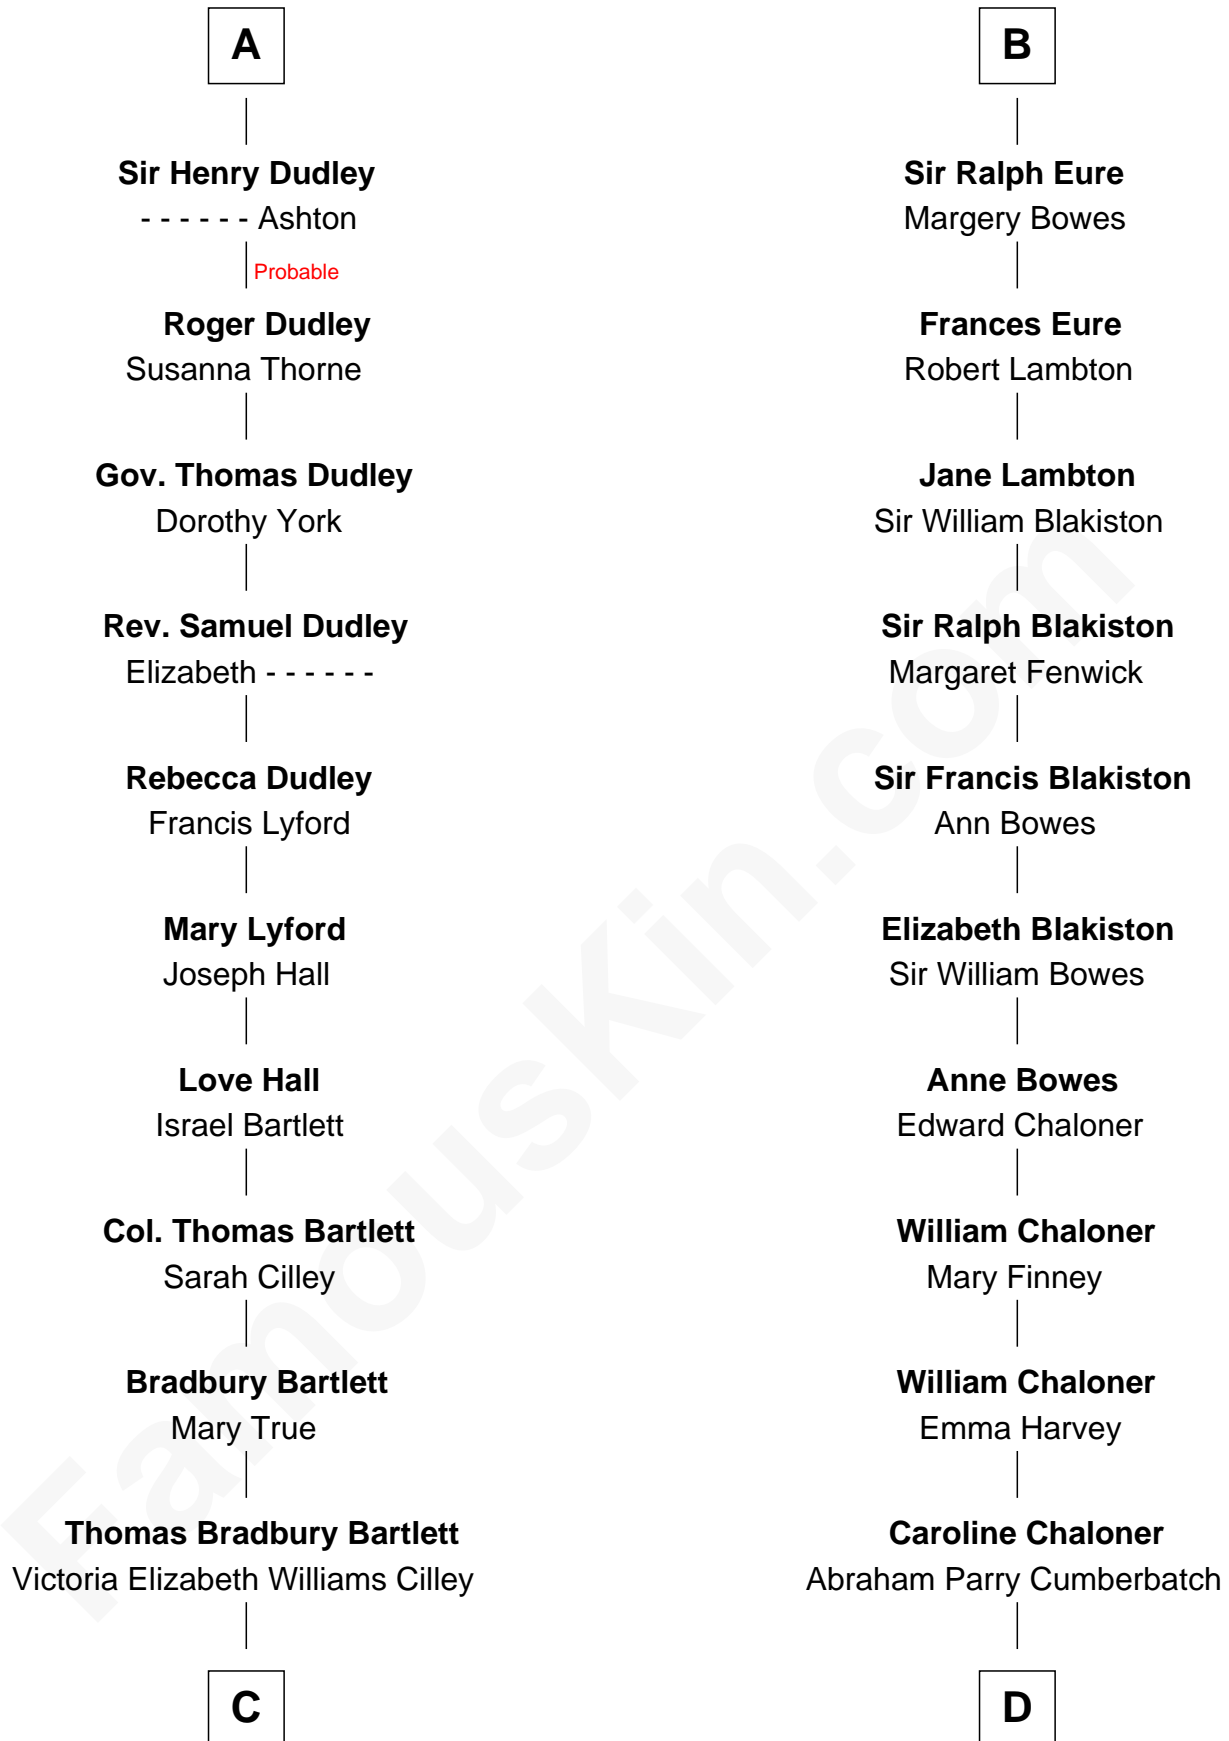 A
Sir Henry Dudley
- - - - - - Ashton
Probable
Roger Dudley
Susanna Thorne
Gov. Thomas Dudley
Dorothy York
Rev. Samuel Dudley
Elizabeth - - - - - -
Rebecca Dudley
Francis Lyford
Mary Lyford
Joseph Hall
Love Hall
Israel Bartlett
Col. Thomas Bartlett
Sarah Cilley
Bradbury Bartlett
Mary True
Thomas Bradbury Bartlett
Victoria Elizabeth Williams Cilley
C
B
Sir Ralph Eure
Margery Bowes
Frances Eure
Robert Lambton
Jane Lambton
Sir William Blakiston
Sir Ralph Blakiston
Margaret Fenwick
Sir Francis Blakiston
Ann Bowes
Elizabeth Blakiston
Sir William Bowes
Anne Bowes
Edward Chaloner
William Chaloner
Mary Finney
William Chaloner
Emma Harvey
Caroline Chaloner
Abraham Parry Cumberbatch
D
FamousKin.com